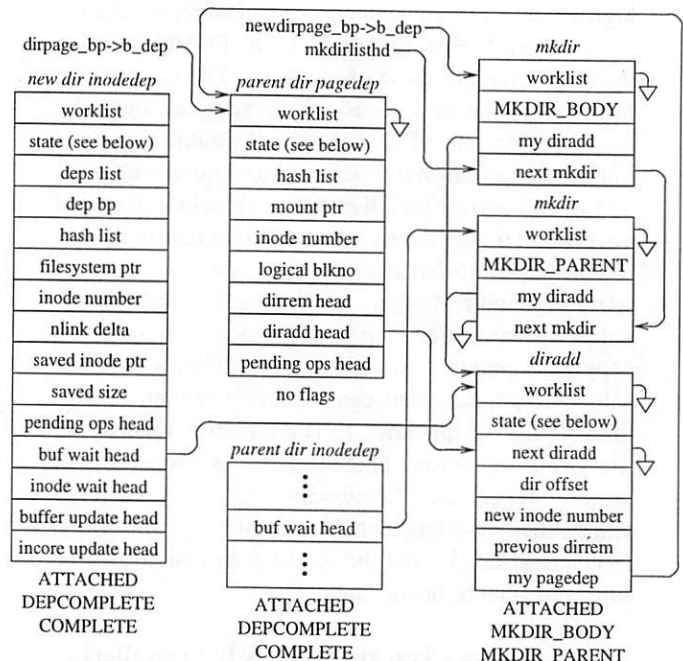 newdirpage_bp->b_dep
dirpage_bp->b_dep
mkdirlisthd
mkdir
worklist
MKDIR_BODY
my diradd
next mkdir
new dir inodedep
worklist
state (see below)
deps list
dep bp
hash list
filesystem ptr
inode number
nlink delta
saved inode ptr
saved size
pending ops head
buf wait head
inode wait head
buffer update head
incore update head
ATTACHED
DEPCOMPLETE
COMPLETE
parent dir pagedep
worklist
state (see below)
hash list
mount ptr
inode number
logical blkno
dirrem head
diradd head
pending ops head
no flags
parent dir inodedep
buf wait head
ATTACHED
DEPCOMPLETE
COMPLETE
mkdir
worklist
MKDIR_PARENT
my diradd
next mkdir
diradd
worklist
state (see below)
next diradd
dir offset
new inode number
previous dirrem
my pagedep
ATTACHED
MKDIR_BODY
MKDIR_PARENT